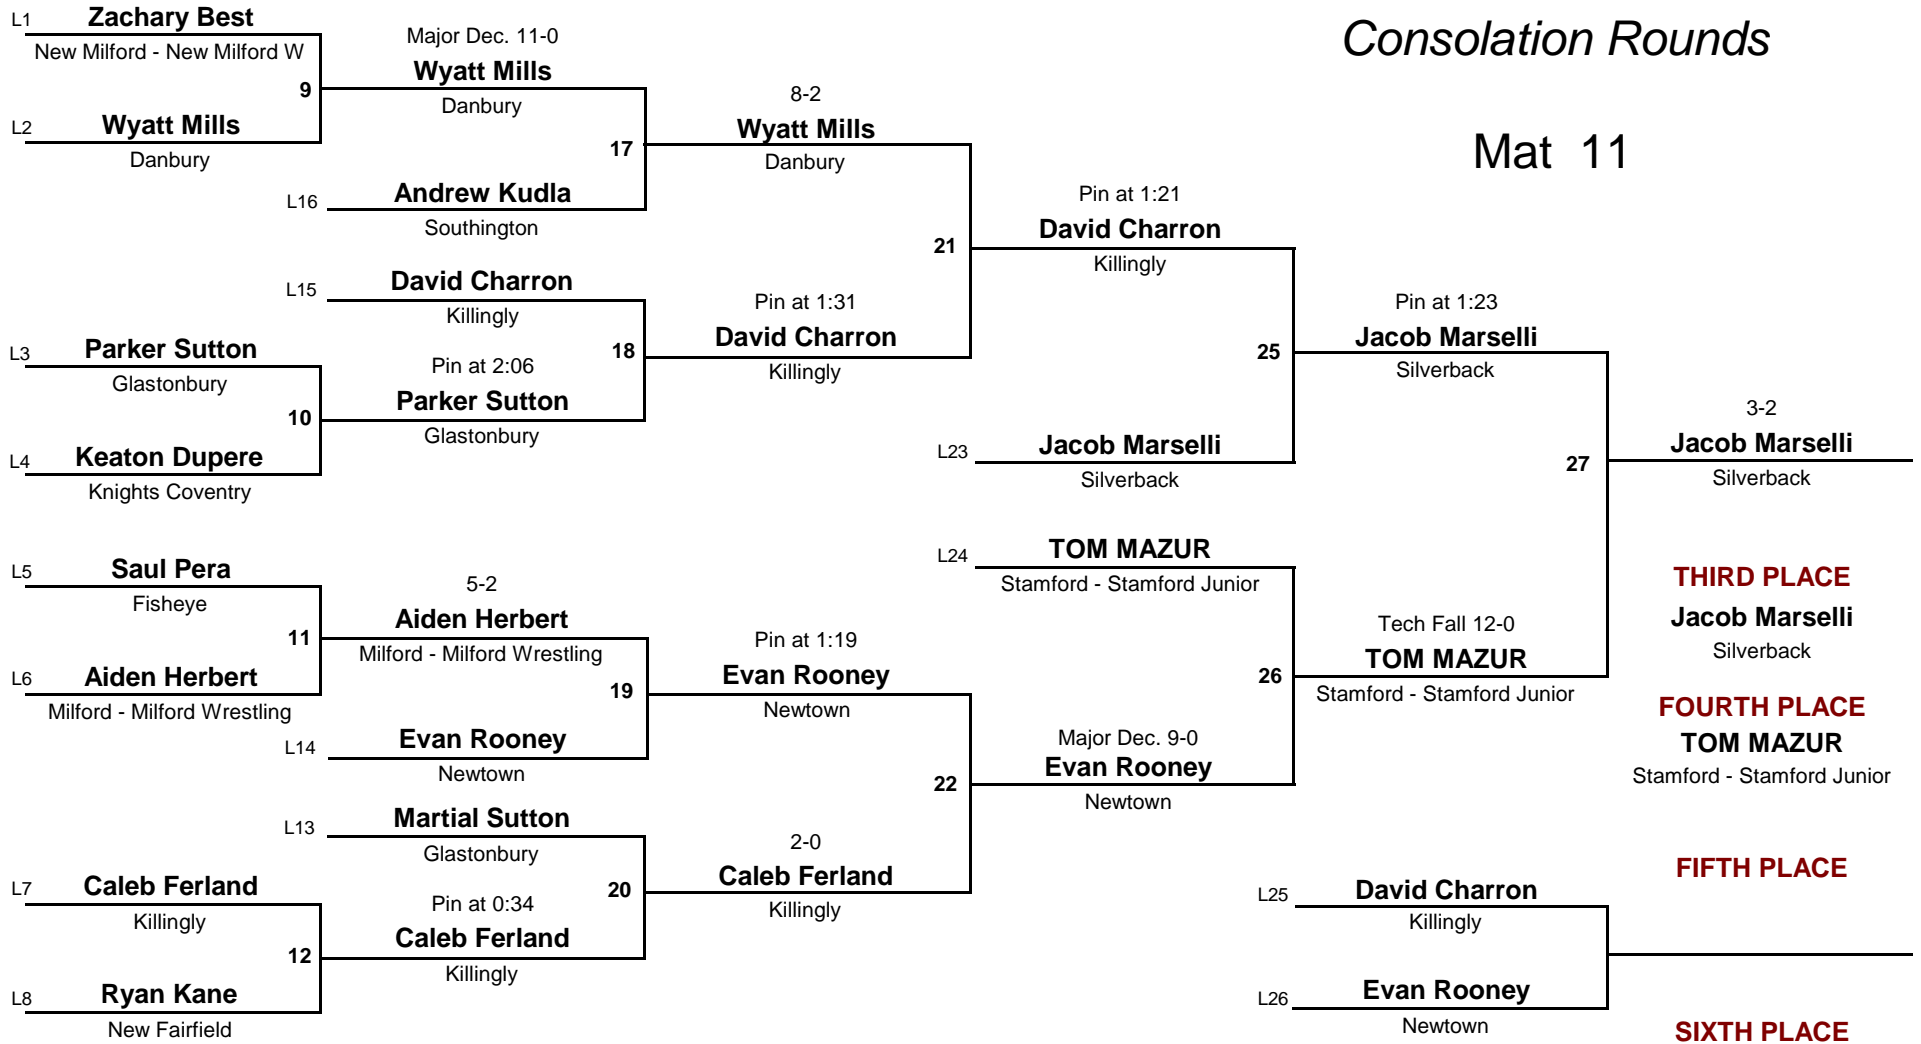 Consolation Rounds
Mat 11
L1 Zachary Best
New Milford - New Milford W
9
L2 Wyatt Mills
Danbury
Major Dec. 11-0
Wyatt Mills
Danbury
17
L16 Andrew Kudla
Southington
8-2
Wyatt Mills
Danbury
L15 David Charron
Killingly
L3 Parker Sutton
Glastonbury
10
L4 Keaton Dupere
Knights Coventry
Pin at 2:06
Parker Sutton
Glastonbury
18
Pin at 1:31
David Charron
Killingly
21
Pin at 1:21
David Charron
Killingly
L23 Jacob Marselli
Silverback
25
Pin at 1:23
Jacob Marselli
Silverback
27
3-2
Jacob Marselli
Silverback
L5 Saul Pera
Fisheye
11
L6 Aiden Herbert
Milford - Milford Wrestling
5-2
Aiden Herbert
Milford - Milford Wrestling
19
L14 Evan Rooney
Newtown
Pin at 1:19
Evan Rooney
Newtown
L13 Martial Sutton
Glastonbury
L7 Caleb Ferland
Killingly
12
L8 Ryan Kane
New Fairfield
Pin at 0:34
Caleb Ferland
Killingly
20
2-0
Caleb Ferland
Killingly
22
Major Dec. 9-0
Evan Rooney
Newtown
L24 TOM MAZUR
Stamford - Stamford Junior
26
Tech Fall 12-0
TOM MAZUR
Stamford - Stamford Junior
THIRD PLACE
Jacob Marselli
Silverback
FOURTH PLACE
TOM MAZUR
Stamford - Stamford Junior
L25 David Charron
Killingly
L26 Evan Rooney
Newtown
FIFTH PLACE
SIXTH PLACE